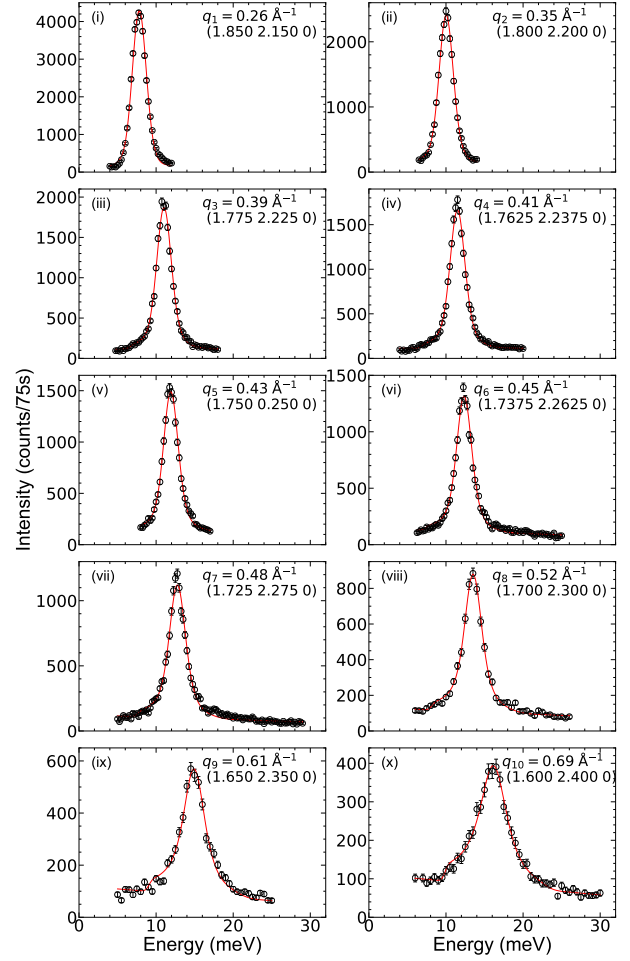 (i) q₁ = 0.26 Å⁻¹
(1.850 2.150 0)
4000
3000
2000
1000
0
(ii) q₂ = 0.35 Å⁻¹
(1.800 2.200 0)
2000
1000
0
(iii) q₃ = 0.39 Å⁻¹
(1.775 2.225 0)
2000
1500
1000
500
0
(iv) q₄ = 0.41 Å⁻¹
(1.7625 2.2375 0)
1500
1000
500
0
(v) q₅ = 0.43 Å⁻¹
(1.750 0.250 0)
1500
1000
500
0
(vi) q₆ = 0.45 Å⁻¹
(1.7375 2.2625 0)
1500
1000
500
0
Intensity (counts/75s)
(vii) q₇ = 0.48 Å⁻¹
(1.725 2.275 0)
1000
500
0
(viii) q₈ = 0.52 Å⁻¹
(1.700 2.300 0)
800
600
400
200
0
(ix) q₉ = 0.61 Å⁻¹
(1.650 2.350 0)
600
400
200
0
0 10 20 30
Energy (meV)
(x) q₁₀ = 0.69 Å⁻¹
(1.600 2.400 0)
400
300
200
100
0
0 10 20 30
Energy (meV)